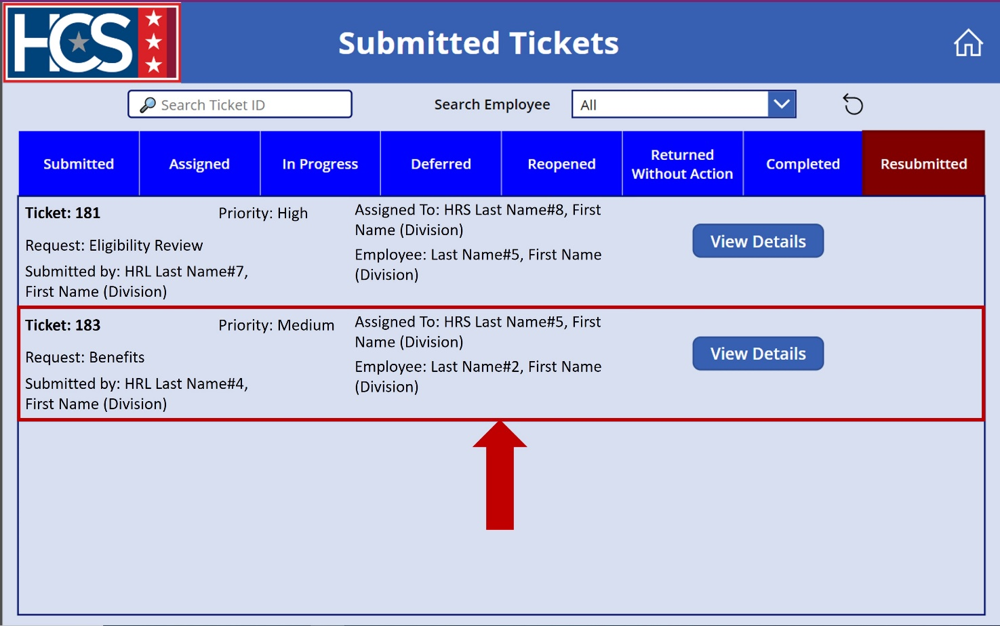 HCS
Submitted Tickets
Search Ticket ID
Search Employee
All
Submitted
Assigned
In Progress
Deferred
Reopened
Returned
Without Action
Completed
Resubmitted
Ticket: 181
Priority: High
Request: Eligibility Review
Submitted by: HRL Last Name#7,
First Name (Division)
Assigned To: HRS Last Name#8, First
Name (Division)
Employee: Last Name#5, First Name
(Division)
View Details
Ticket: 183
Priority: Medium
Request: Benefits
Submitted by: HRL Last Name#4,
First Name (Division)
Assigned To: HRS Last Name#5, First
Name (Division)
Employee: Last Name#2, First Name
(Division)
View Details